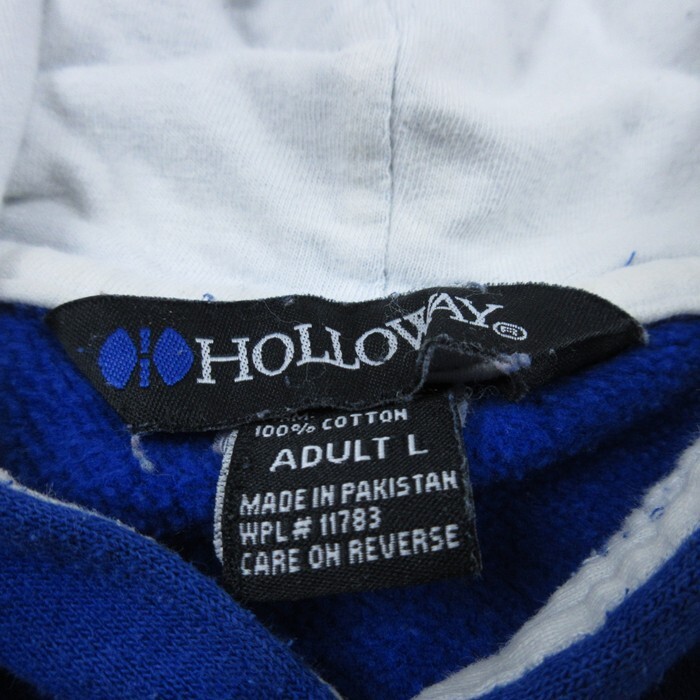 HOLLOWAY®
100% COTTON
ADULT L
MADE IN PAKISTAN
WPL# 11783
CARE ON REVERSE